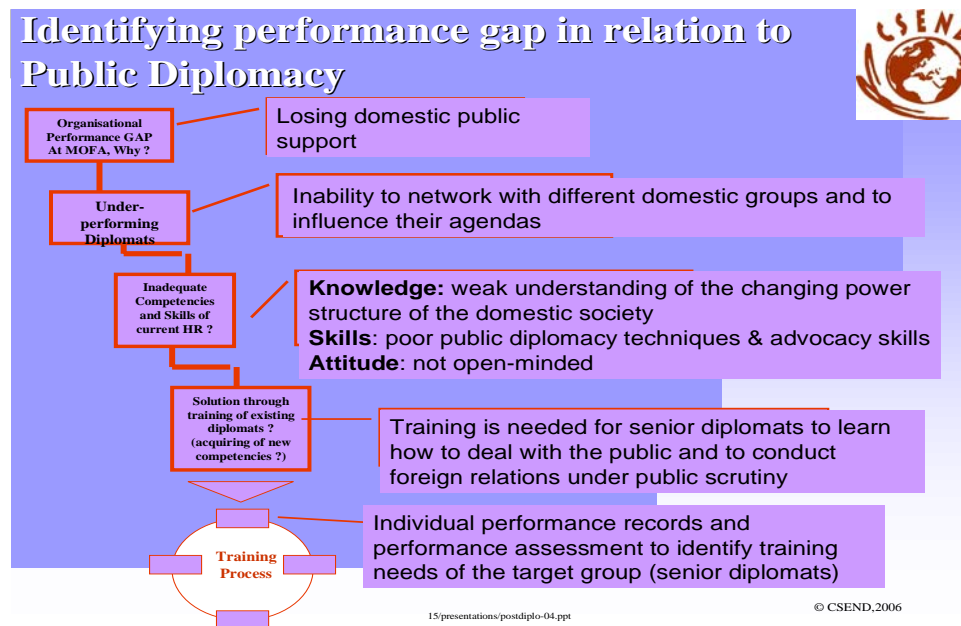 Identifying performance gap in relation to
Public Diplomacy
CSEND
Organisational
Performance GAP
At MOFA, Why ?
Losing domestic public
support
Under-
performing
Diplomats
Inability to network with different domestic groups and to
influence their agendas
Inadequate
Competencies
and Skills of
current HR ?
Knowledge: weak understanding of the changing power
structure of the domestic society
Skills: poor public diplomacy techniques & advocacy skills
Attitude: not open-minded
Solution through
training of existing
diplomats ?
(acquiring of new
competencies ?)
Training is needed for senior diplomats to learn
how to deal with the public and to conduct
foreign relations under public scrutiny
Training
Process
Individual performance records and
performance assessment to identify training
needs of the target group (senior diplomats)
15/presentations/postdiplo-04.ppt
© CSEND,2006